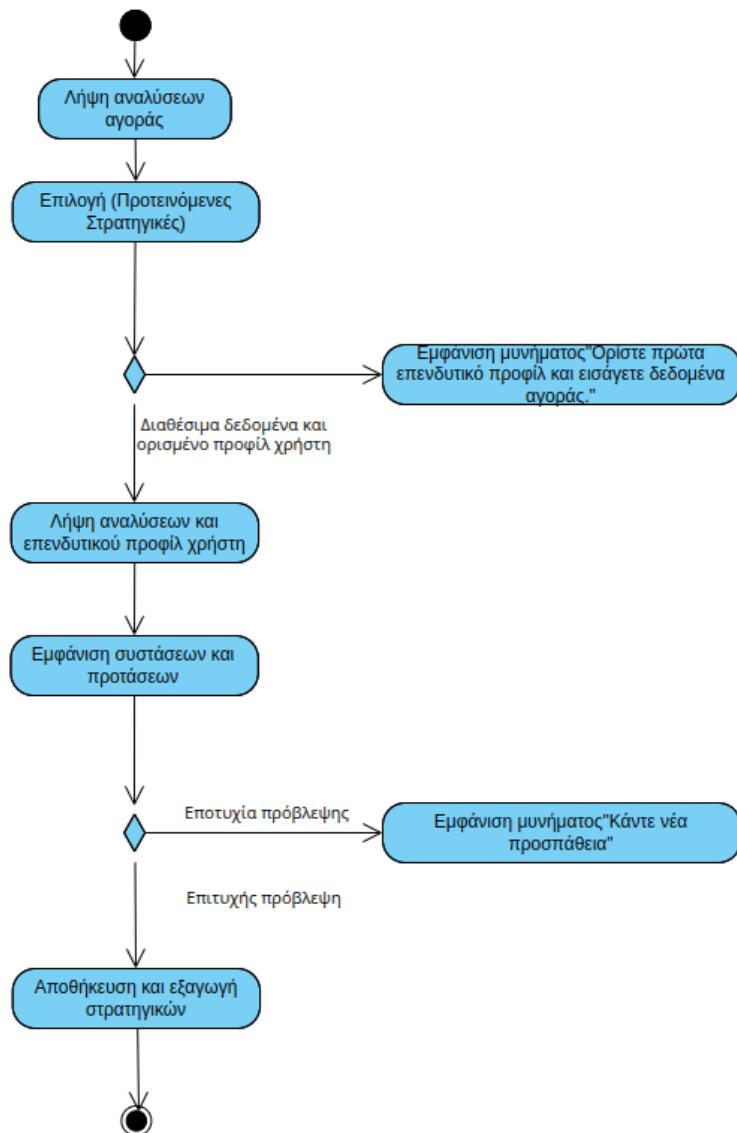 Λήψη αναλύσεων
αγοράς
Επιλογή (Προτεινόμενες
Στρατηγικές)
Εμφάνιση μυνήματος"Ορίστε πρώτα
επενδυτικό προφίλ και εισάγετε δεδομένα
αγοράς."
Διαθέσιμα δεδομένα και
ορισμένο προφίλ χρήστη
Λήψη αναλύσεων και
επενδυτικού προφίλ χρήστη
Εμφάνιση συστάσεων και
προτάσεων
Εποτυχία πρόβλεψης
Εμφάνιση μυνήματος"Κάντε νέα
προσπάθεια"
Επιτυχής πρόβλεψη
Αποθήκευση και εξαγωγή
στρατηγικών